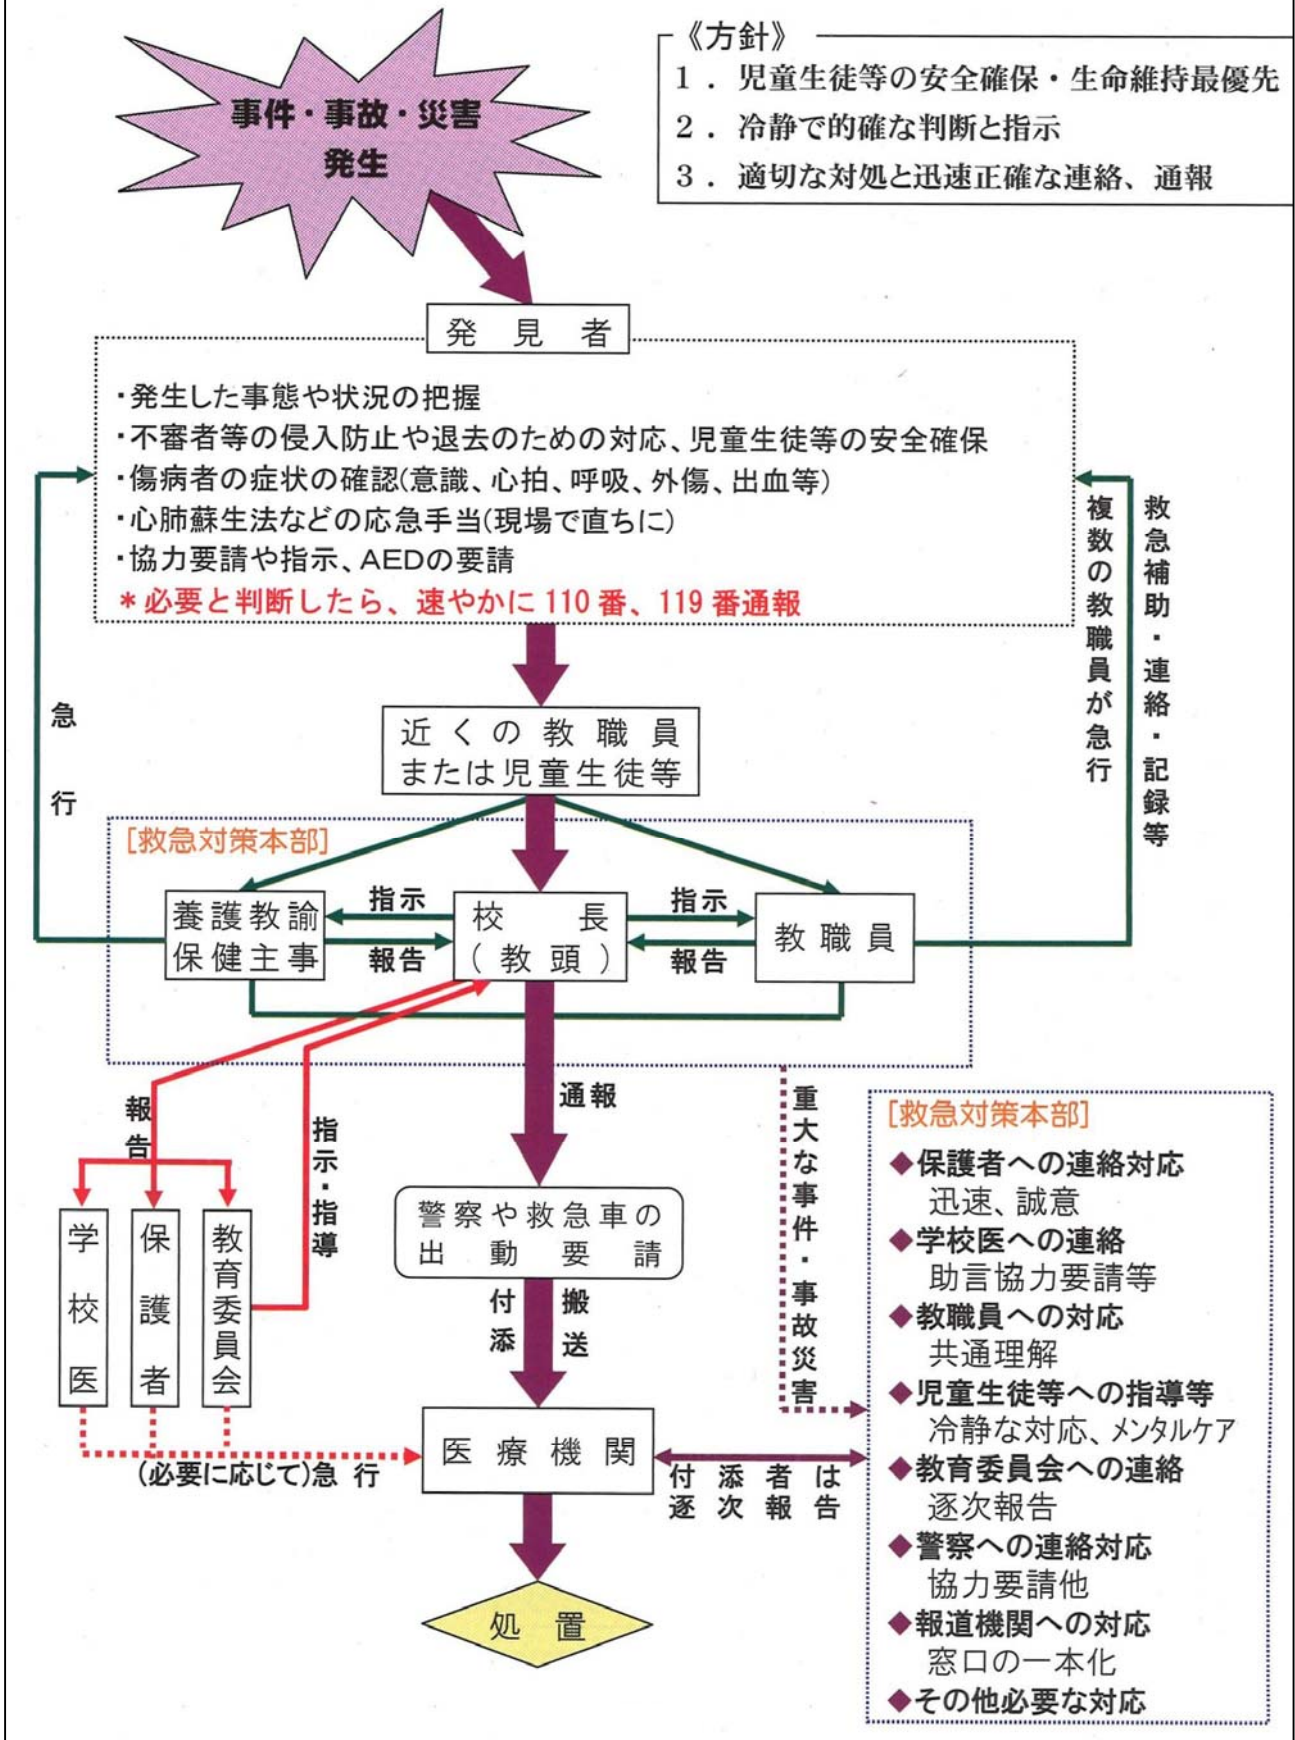 事件・事故・災害
発生
《方針》
1．児童生徒等の安全確保・生命維持最優先
2．冷静で的確な判断と指示
3．適切な対処と迅速正確な連絡、通報
発見者
・発生した事態や状況の把握
・不審者等の侵入防止や退去のための対応、児童生徒等の安全確保
・傷病者の症状の確認(意識、心拍、呼吸、外傷、出血等)
・心肺蘇生法などの応急手当(現場で直ちに)
・協力要請や指示、AEDの要請
＊必要と判断したら、速やかに110番、119番通報
急行
複数の教職員が急行
救急補助・連絡・記録等
近くの教職員
または児童生徒等
[救急対策本部]
養護教諭
保健主事
指示
報告
校長
(教頭)
指示
報告
教職員
報告
指示・指導
通報
重大な事件・事故災害
学校医
保護者
教育委員会
警察や救急車の
出動要請
付添
搬送
(必要に応じて)急行
医療機関
付添者は
逐次報告
処置
[救急対策本部]
◆保護者への連絡対応
迅速、誠意
◆学校医への連絡
助言協力要請等
◆教職員への対応
共通理解
◆児童生徒等への指導等
冷静な対応、メンタルケア
◆教育委員会への連絡
逐次報告
◆警察への連絡対応
協力要請他
◆報道機関への対応
窓口の一本化
◆その他必要な対応